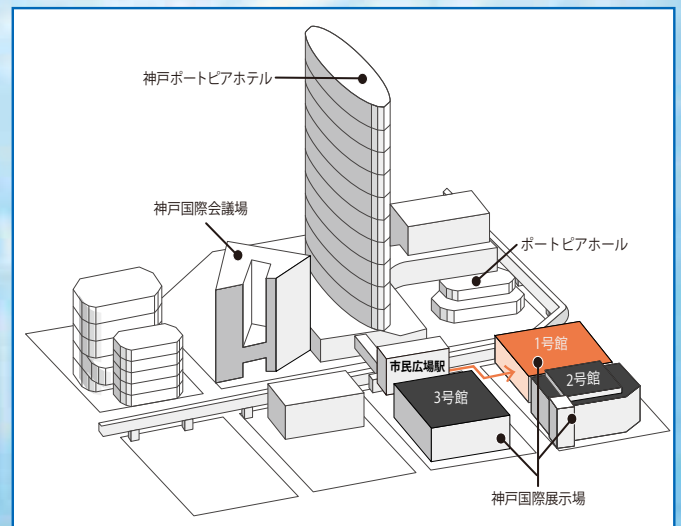 神戸ポートピアホテル
神戸国際会議場
ポートピアホール
1号館
市民広場駅
2号館
3号館
神戸国際展示場